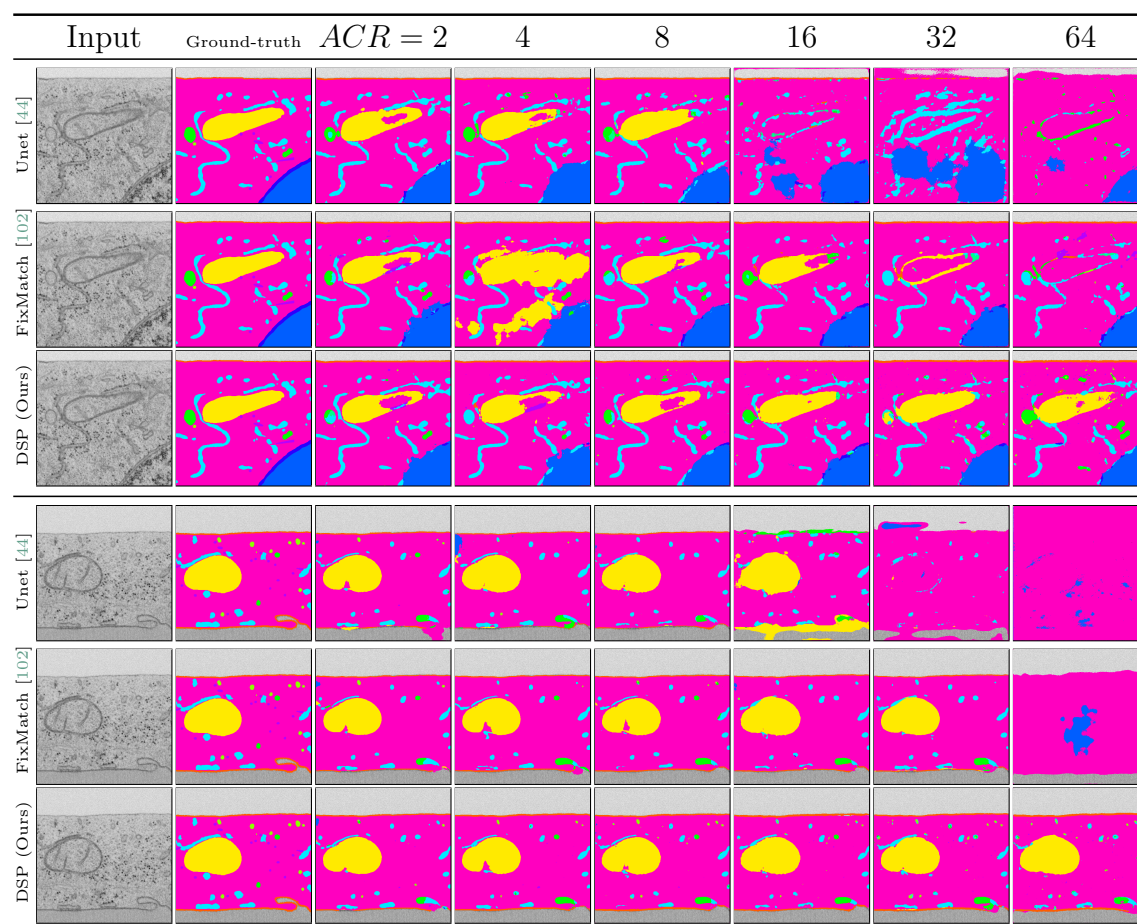 Input Ground-truth ACR = 2 4 8 16 32 64
Unet [44]
FixMatch [102]
DSP (Ours)
Unet [44]
FixMatch [102]
DSP (Ours)